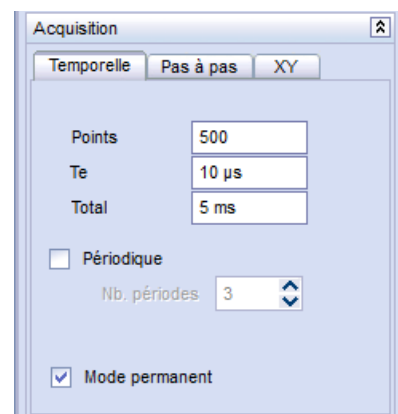 Acquisition
Temporelle Pas à pas XY
Points 500
Te 10 µs
Total 5 ms
Périodique
Nb. périodes 3
Mode permanent